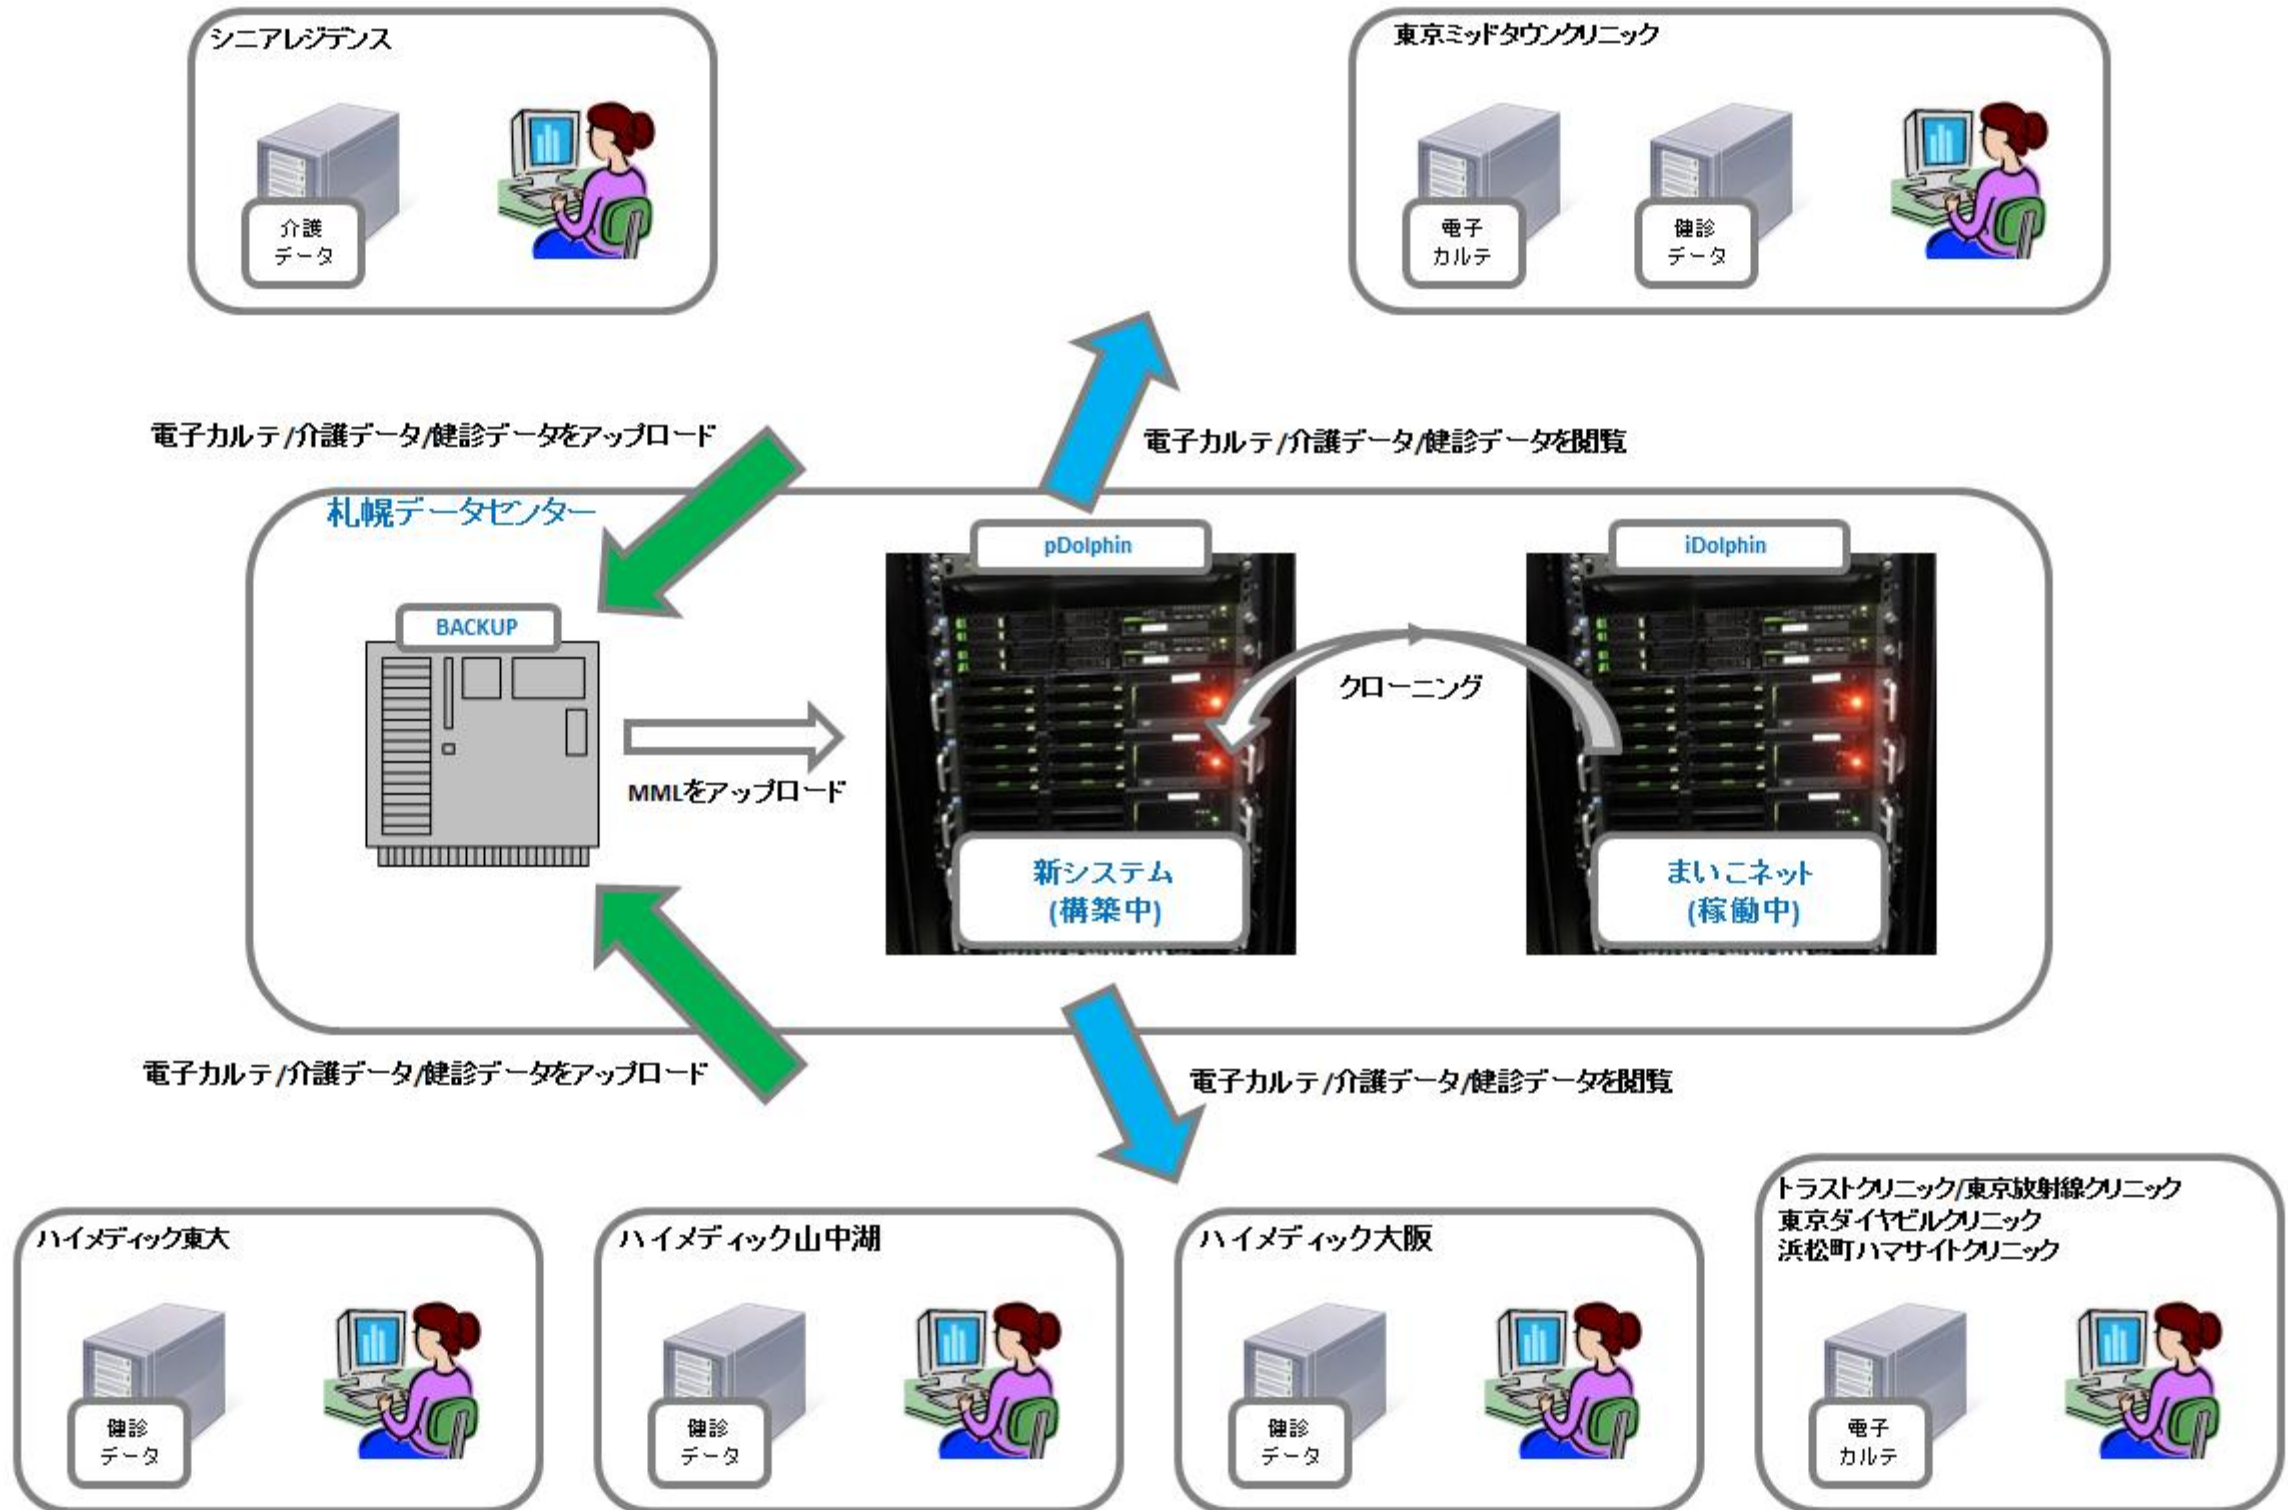 シニアレジデンス
東京ミッドタウンクリニック
介護
データ
電子
カルテ
健診
データ
電子カルテ/介護データ/健診データをアップロード
電子カルテ/介護データ/健診データを閲覧
札幌データセンター
pDolphin
iDolphin
BACKUP
クローニング
MMLをアップロード
新システム
(構築中)
まいこネット
(稼働中)
電子カルテ/介護データ/健診データをアップロード
電子カルテ/介護データ/健診データを閲覧
ハイメディック東大
ハイメディック山中湖
ハイメディック大阪
トラストクリニック/東京放射線クリニック
東京ダイヤビルクリニック
浜松町ハマサイトクリニック
健診
データ
健診
データ
健診
データ
電子
カルテ